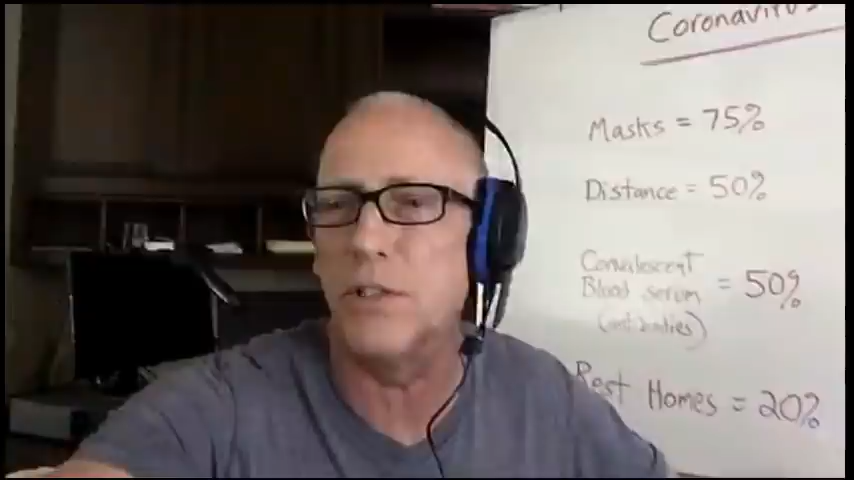 Coronavirus
Masks = 75%
Distance = 50%
Convalescent
Blood serum = 50%
(antibodies)
Rest Homes = 20%